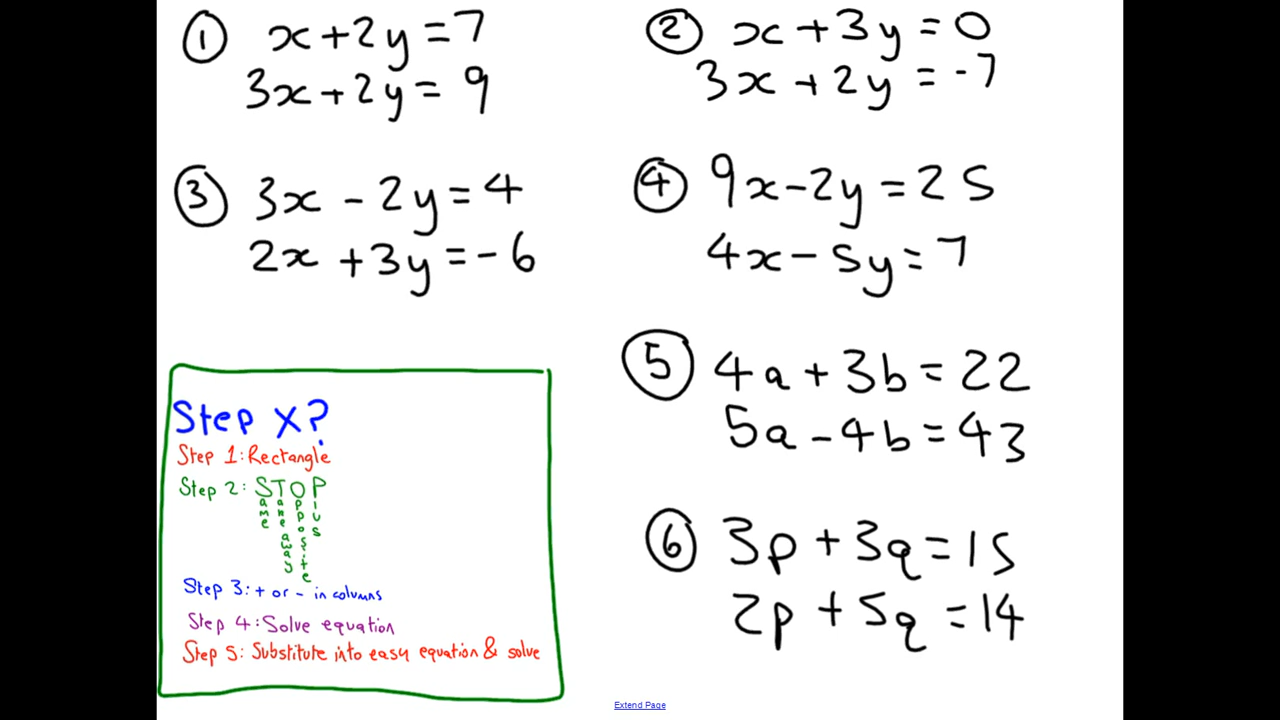 ① x+2y=7
3x+2y=9
② x+3y=0
3x+2y=-7
③ 3x-2y=4
2x+3y=-6
④ 9x-2y=25
4x-5y=7
⑤ 4a+3b=22
5a-4b=43
⑥ 3p+3q=15
2p+5q=14
Step X?
Step 1: Rectangle
Step 2: STOP
Same
Take away
Opposite
Plus
Step 3: + or - in columns
Step 4: Solve equation
Step 5: Substitute into easy equation & solve
Extend Page